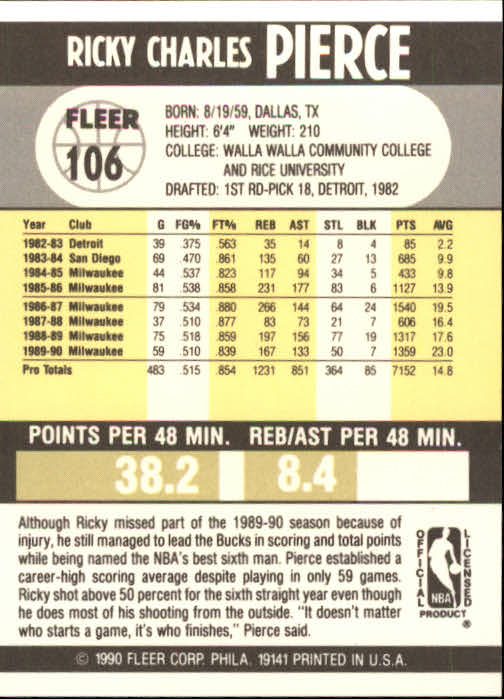 RICKY CHARLES PIERCE
FLEER
106
BORN: 8/19/59, DALLAS, TX
HEIGHT: 6'4" WEIGHT: 210
COLLEGE: WALLA WALLA COMMUNITY COLLEGE
AND RICE UNIVERSITY
DRAFTED: 1ST RD-PICK 18, DETROIT, 1982
Year Club G FG% FT% REB AST STL BLK PTS AVG
1982-83 Detroit 39 .375 .563 35 14 8 4 85 2.2
1983-84 San Diego 69 .470 .861 135 60 27 13 685 9.9
1984-85 Milwaukee 44 .537 .823 117 94 34 5 433 9.8
1985-86 Milwaukee 81 .538 .858 231 177 83 6 1127 13.9
1986-87 Milwaukee 79 .534 .880 266 144 64 24 1540 19.5
1987-88 Milwaukee 37 .510 .877 83 73 21 7 606 16.4
1988-89 Milwaukee 75 .518 .859 197 156 77 19 1317 17.6
1989-90 Milwaukee 59 .510 .839 167 133 50 7 1359 23.0
Pro Totals 483 .515 .854 1231 851 364 85 7152 14.8
POINTS PER 48 MIN. REB/AST PER 48 MIN.
38.2 8.4
Although Ricky missed part of the 1989-90 season because of
injury, he still managed to lead the Bucks in scoring and total points
while being named the NBA's best sixth man. Pierce established a
career-high scoring average despite playing in only 59 games.
Ricky shot above 50 percent for the sixth straight year even though
he does most of his shooting from the outside. "It doesn't matter
who starts a game, it's who finishes," Pierce said.
OFFICIAL
LICENSED
NBA
PRODUCT ®
© 1990 FLEER CORP. PHILA. 19141 PRINTED IN U.S.A.